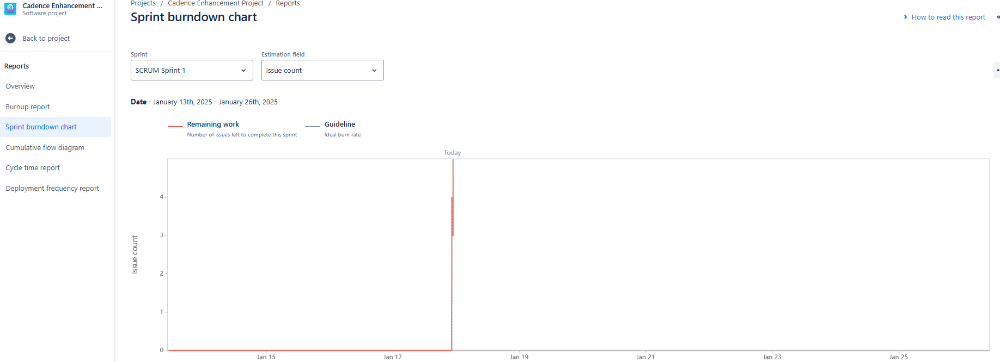 Cadence Enhancement ...
Software project
Back to project
Reports
Overview
Burnup report
Sprint burndown chart
Cumulative flow diagram
Cycle time report
Deployment frequency report
Projects / Cadence Enhancement Project / Reports
Sprint burndown chart
How to read this report
Sprint
SCRUM Sprint 1
Estimation field
Issue count
Date - January 13th, 2025 - January 26th, 2025
Remaining work
Number of issues left to complete this sprint
Guideline
Ideal burn rate
Today
4
3
2
1
0
Issue count
Jan 15
Jan 17
Jan 19
Jan 21
Jan 23
Jan 25